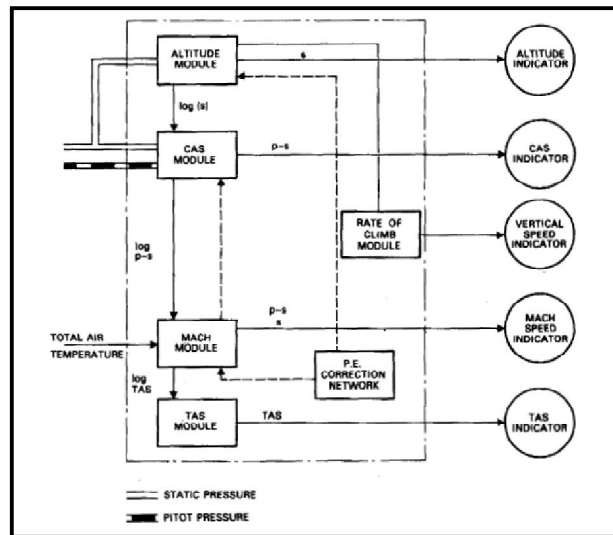 ALTITUDE
MODULE
s
ALTITUDE
INDICATOR
log (s)
CAS
MODULE
p-s
CAS
INDICATOR
RATE OF
CLIMB
MODULE
VERTICAL
SPEED
INDICATOR
log
p-s
TOTAL AIR
TEMPERATURE
MACH
MODULE
p-s
s
MACH
SPEED
INDICATOR
P.E.
CORRECTION
NETWORK
log
TAS
TAS
MODULE
TAS
TAS
INDICATOR
STATIC PRESSURE
PITOT PRESSURE